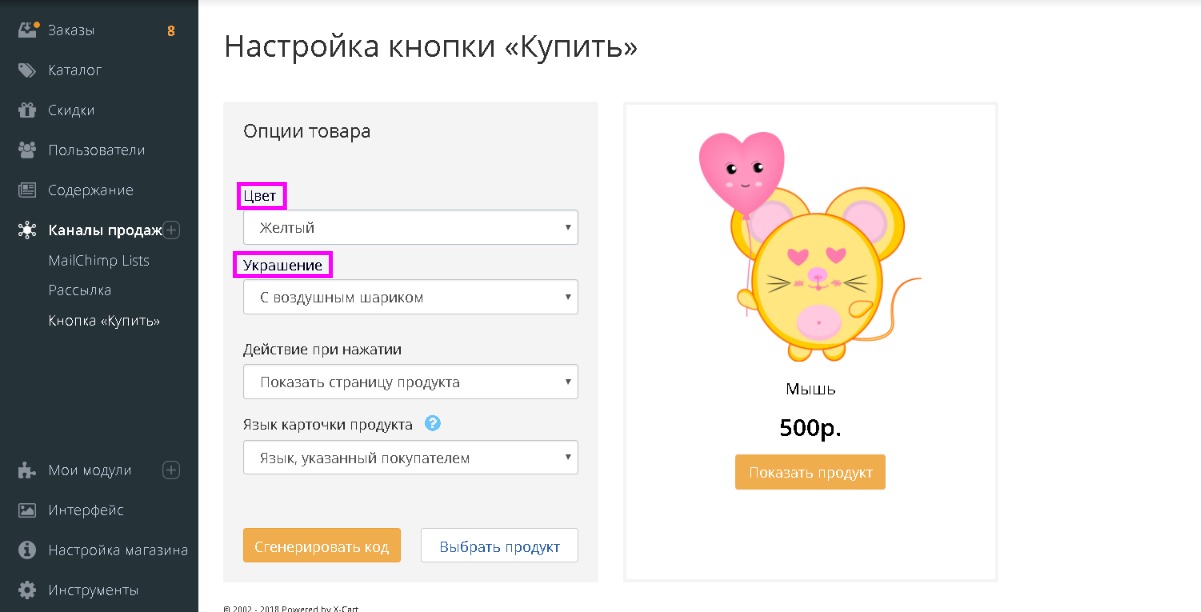 Заказы 8
Каталог
Скидки
Пользователи
Содержание
Каналы продаж
MailChimp Lists
Рассылка
Кнопка «Купить»
Мои модули
Интерфейс
Настройка магазина
Инструменты
Настройка кнопки «Купить»
Опции товара
Цвет
Желтый
Украшение
С воздушным шариком
Действие при нажатии
Показать страницу продукта
Язык карточки продукта ?
Язык, указанный покупателем
Сгенерировать код Выбрать продукт
Мышь
500р.
Показать продукт
© 2002 - 2018 Powered by X-Cart